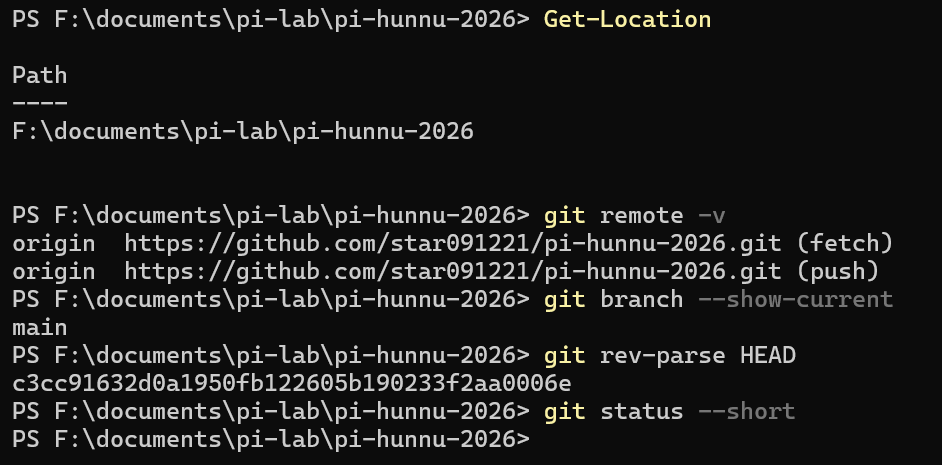 PS F:\documents\pi-lab\pi-hunnu-2026> Get-Location
Path
----
F:\documents\pi-lab\pi-hunnu-2026
PS F:\documents\pi-lab\pi-hunnu-2026> git remote -v
origin  https://github.com/star091221/pi-hunnu-2026.git (fetch)
origin  https://github.com/star091221/pi-hunnu-2026.git (push)
PS F:\documents\pi-lab\pi-hunnu-2026> git branch --show-current
main
PS F:\documents\pi-lab\pi-hunnu-2026> git rev-parse HEAD
c3cc91632d0a1950fb122605b190233f2aa0006e
PS F:\documents\pi-lab\pi-hunnu-2026> git status --short
PS F:\documents\pi-lab\pi-hunnu-2026>